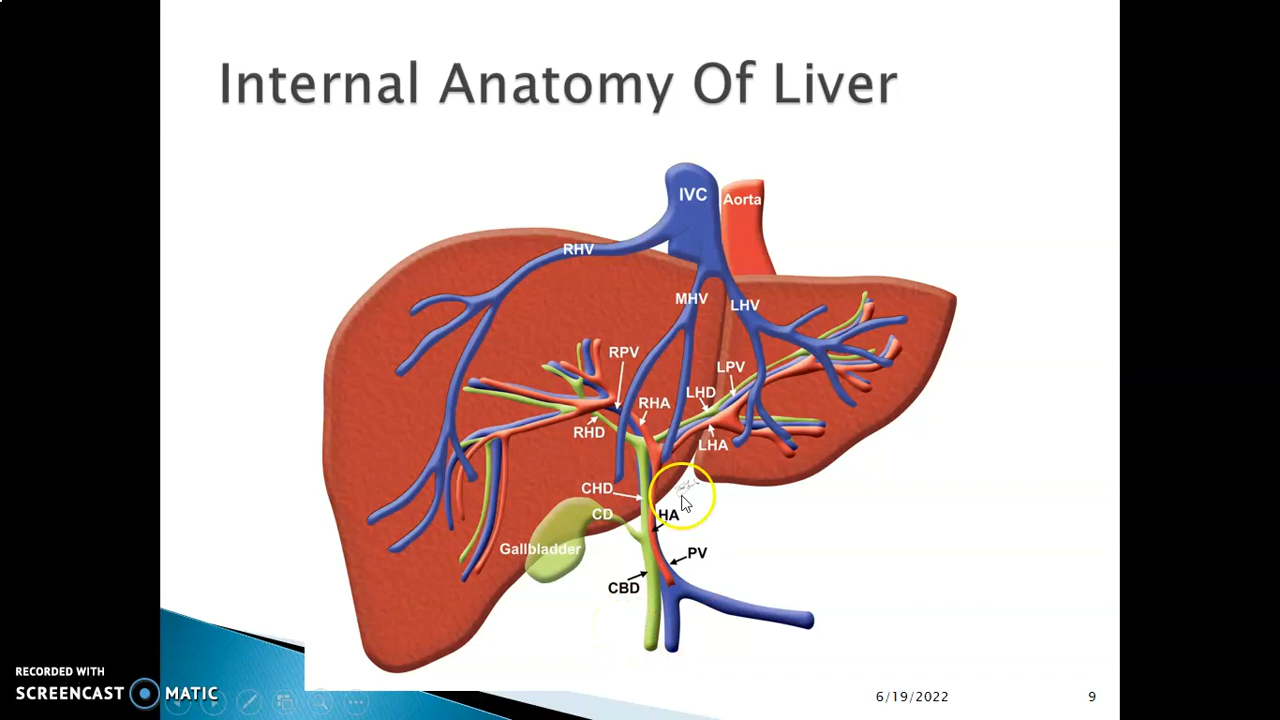 Internal Anatomy Of Liver
IVC
Aorta
RHV
MHV
LHV
RPV
LPV
LHD
RHA
RHD
LHA
CHD
CD
HA
Gallbladder
PV
CBD
RECORDED WITH
SCREENCAST MATIC
6/19/2022
9